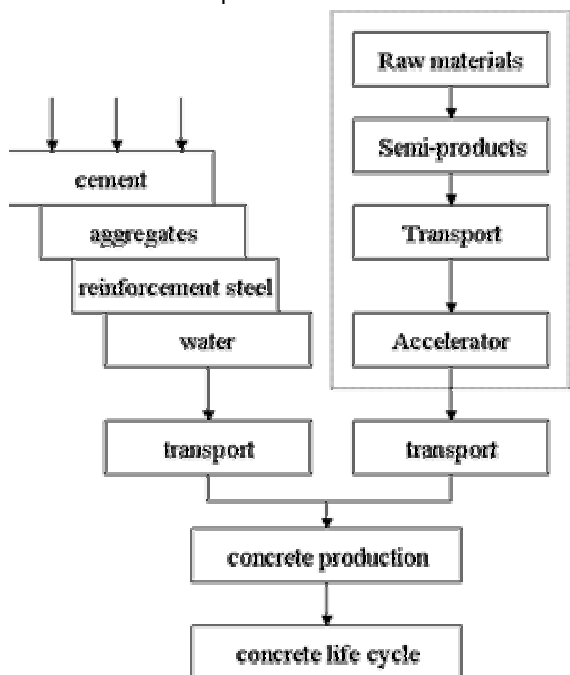 Raw materials
Semi-products
Transport
Accelerator
cement
aggregates
reinforcement steel
water
transport
transport
concrete production
concrete life cycle